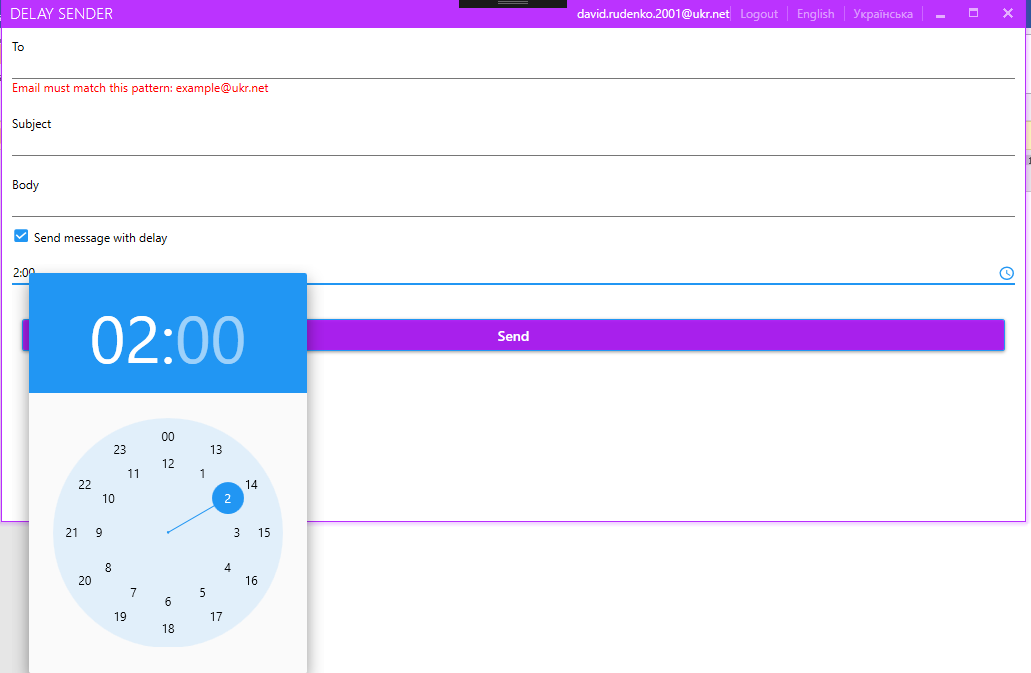 DELAY SENDER david.rudenko.2001@ukr.net Logout English Українська
To
Email must match this pattern: example@ukr.net
Subject
Body
Send message with delay
2:00
Send
02:00
00
23 13
12
11 1
22 14
10 2
21 9 3 15
8 4
20 16
7 5
6
19 17
18